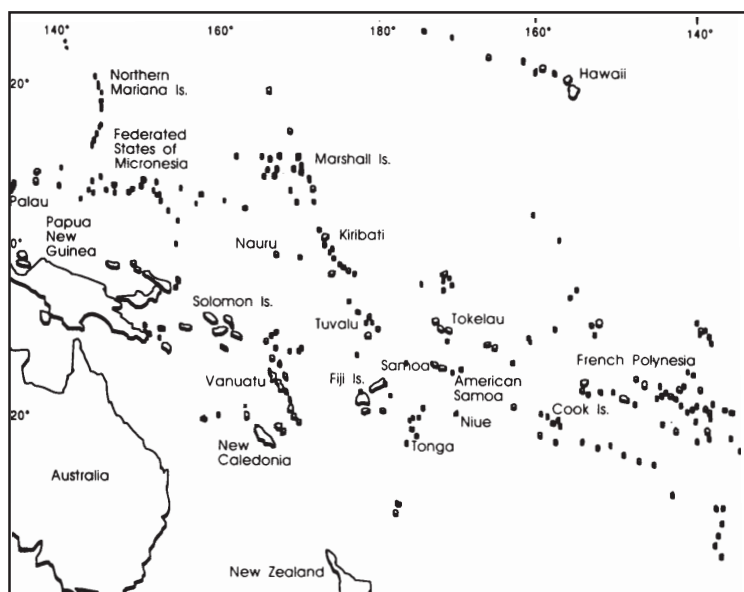 140° 160° 180° 160° 140°
20°
Northern
Mariana Is.
Hawaii
Federated
States of
Micronesia
Marshall Is.
Palau
Papua
New
Guinea
0°
Nauru
Kiribati
Solomon Is.
Tuvalu
Tokelau
Samoa
French Polynesia
Vanuatu
Fiji Is.
American
Samoa
20°
Cook Is.
Niue
New
Caledonia
Tonga
Australia
New Zealand